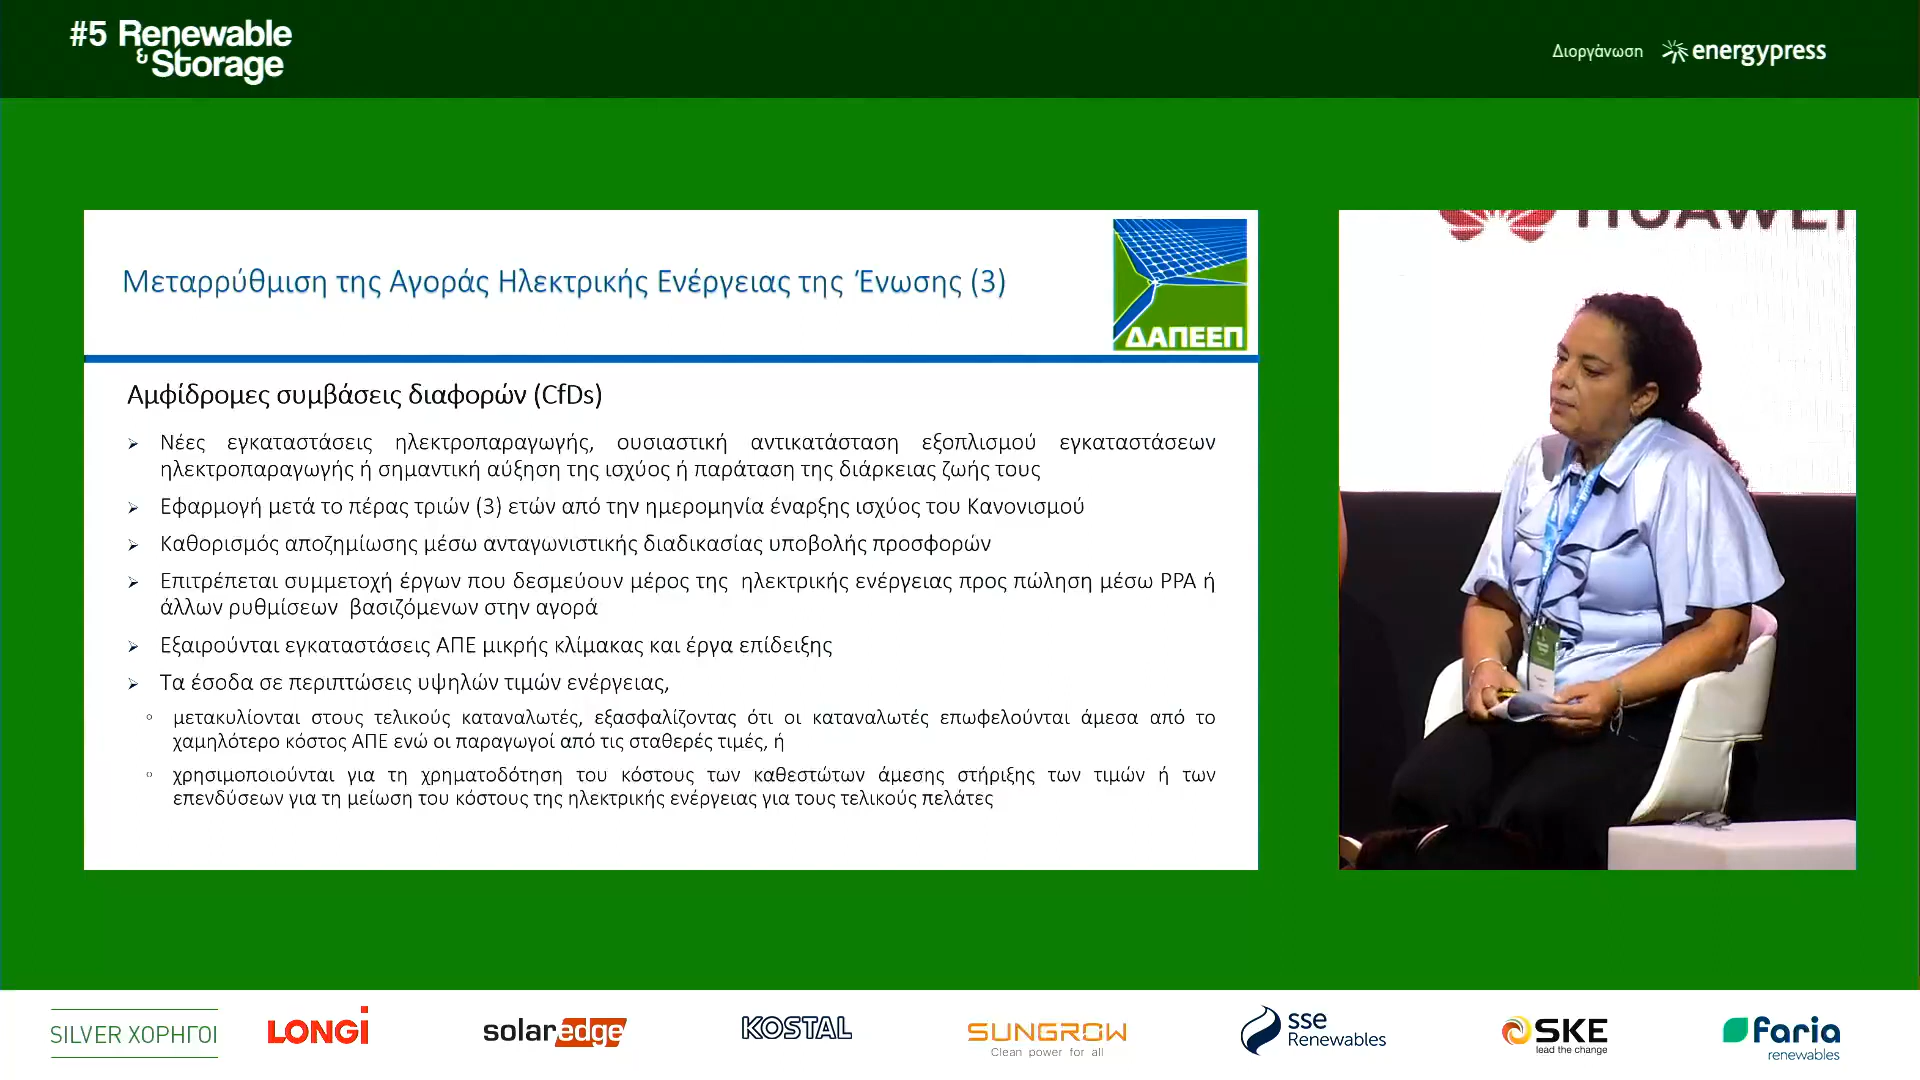 #5 Renewable
& Storage
Διοργάνωση energypress
Μεταρρύθμιση της Αγοράς Ηλεκτρικής Ενέργειας της Ένωσης (3)
ΔΑΠΕΕΠ
HUAWEI
Αμφίδρομες συμβάσεις διαφορών (CfDs)
Νέες εγκαταστάσεις ηλεκτροπαραγωγής, ουσιαστική αντικατάσταση εξοπλισμού εγκαταστάσεων
ηλεκτροπαραγωγής ή σημαντική αύξηση της ισχύος ή παράταση της διάρκειας ζωής τους
Εφαρμογή μετά το πέρας τριών (3) ετών από την ημερομηνία έναρξης ισχύος του Κανονισμού
Καθορισμός αποζημίωσης μέσω ανταγωνιστικής διαδικασίας υποβολής προσφορών
Επιτρέπεται συμμετοχή έργων που δεσμεύουν μέρος της ηλεκτρικής ενέργειας προς πώληση μέσω PPA ή
άλλων ρυθμίσεων βασιζόμενων στην αγορά
Εξαιρούνται εγκαταστάσεις ΑΠΕ μικρής κλίμακας και έργα επίδειξης
Τα έσοδα σε περιπτώσεις υψηλών τιμών ενέργειας,
μετακυλίονται στους τελικούς καταναλωτές, εξασφαλίζοντας ότι οι καταναλωτές επωφελούνται άμεσα από το
χαμηλότερο κόστος ΑΠΕ ενώ οι παραγωγοί από τις σταθερές τιμές, ή
χρησιμοποιούνται για τη χρηματοδότηση του κόστους των καθεστώτων άμεσης στήριξης των τιμών ή των
επενδύσεων για τη μείωση του κόστους της ηλεκτρικής ενέργειας για τους τελικούς πελάτες
SILVER ΧΟΡΗΓΟΙ
LONGi
solaredge
KOSTAL
SUNGROW
Clean power for all
sse
Renewables
SKE
lead the change
faria
renewables